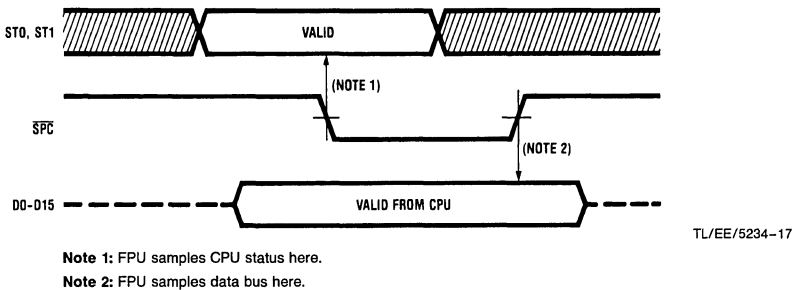 ST0, ST1
VALID
(NOTE 1)
SPC
(NOTE 2)
D0-D15
VALID FROM CPU
TL/EE/5234-17
Note 1: FPU samples CPU status here.
Note 2: FPU samples data bus here.